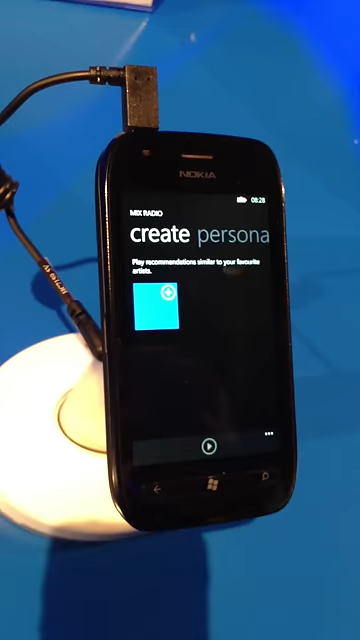 NOKIA
08:28
MIX RADIO
create persona
Play recommendations similar to your favourite
artists.